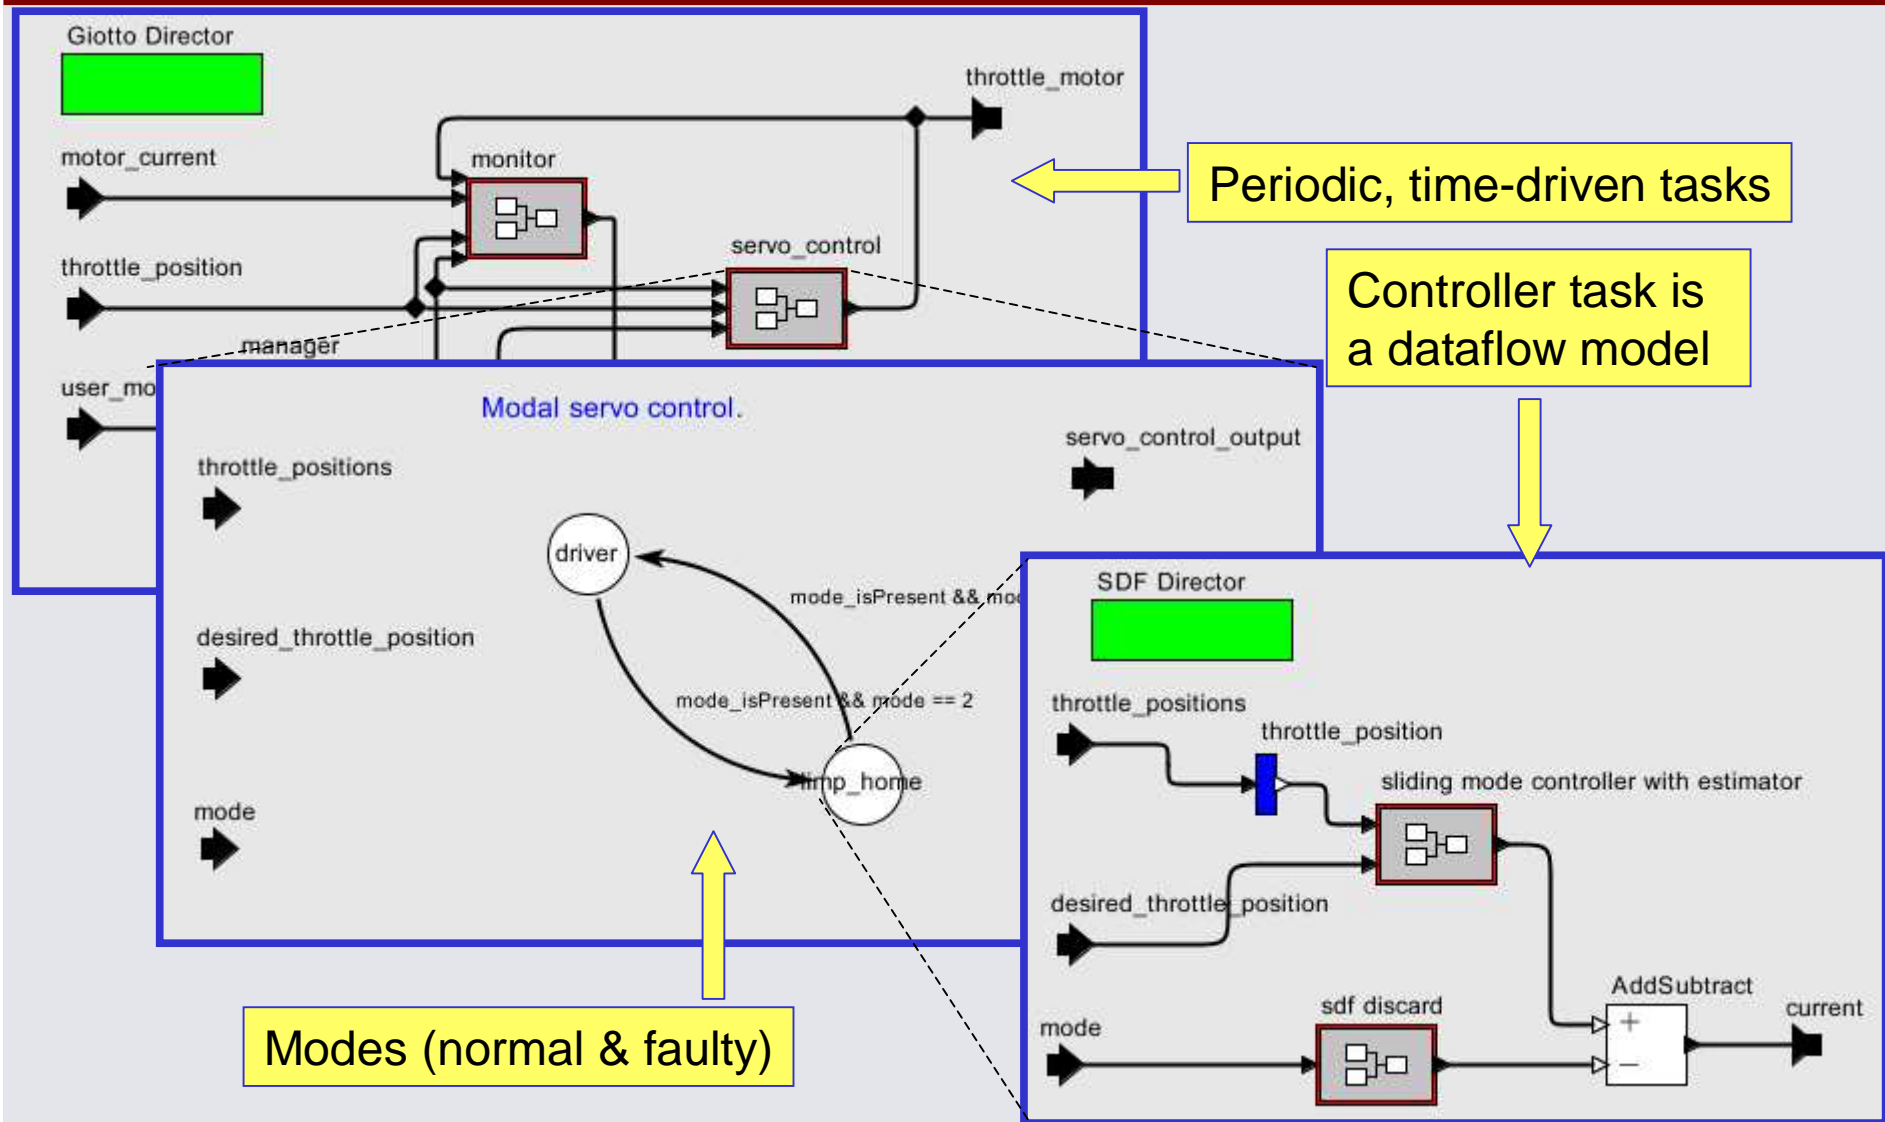 Giotto Director
throttle_motor
motor_current
monitor
Periodic, time-driven tasks
servo_control
throttle_position
Controller task is
a dataflow model
manager
user_mo
Modal servo control.
servo_control_output
throttle_positions
driver
SDF Director
mode_isPresent && mo
desired_throttle_position
mode_isPresent && mode == 2
throttle_positions
throttle_position
limp_home
sliding mode controller with estimator
mode
desired_throttle_position
AddSubtract
sdf discard
current
mode
+
−
Modes (normal & faulty)